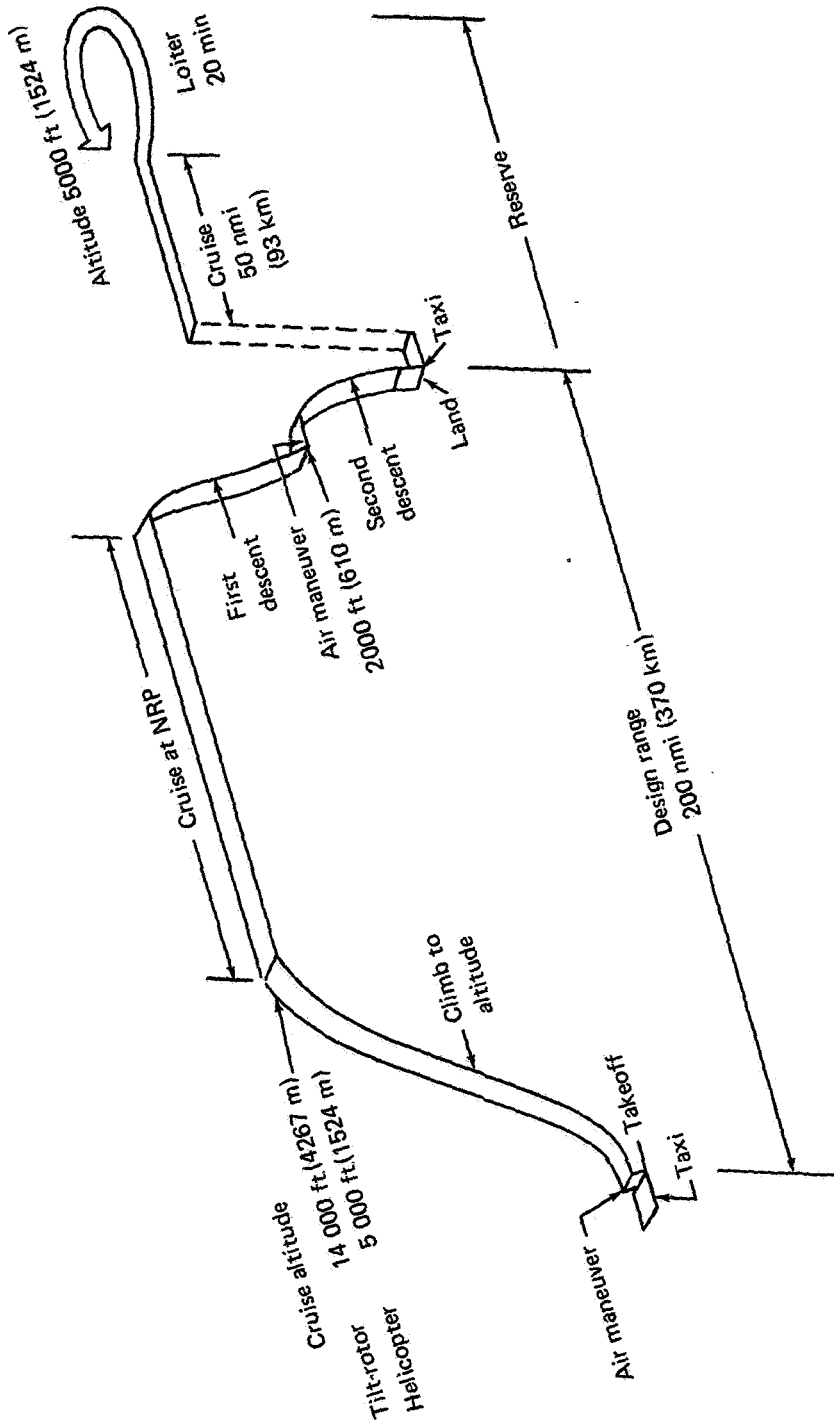 Altitude 5000 ft (1524 m)
Loiter
20 min
Cruise
50 nmi
(93 km)
Reserve
Taxi
Land
Second
descent
Air maneuver
2000 ft (610 m)
First
descent
Cruise at NRP
Design range
200 nmi (370 km)
Climb to
altitude
Cruise altitude
Tilt-rotor 14 000 ft (4267 m)
Helicopter 5 000 ft (1524 m)
Takeoff
Taxi
Air maneuver